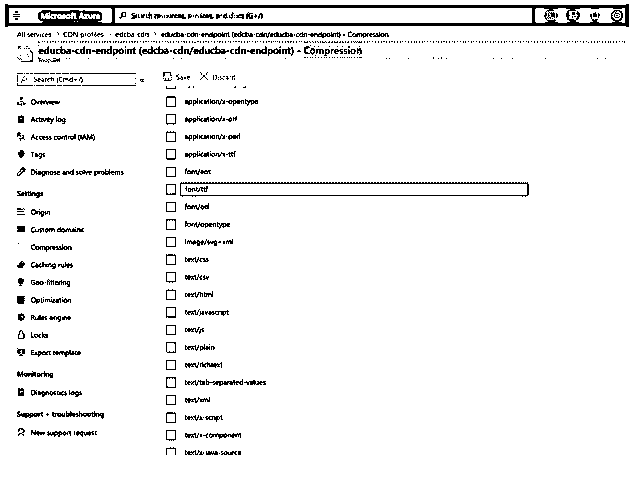 Microsoft Azure
Search resources, services, and docs (G+/)
All services > CDN profiles > edcba-cdn > educba-cdn-endpoint (edcba-cdn/educba-cdn-endpoint) - Compression
educba-cdn-endpoint (edcba-cdn/educba-cdn-endpoint) - Compression
Endpoint
Search (Cmd+/)
«
Save
Discard
Overview
Activity log
Access control (IAM)
Tags
Diagnose and solve problems
Settings
Origin
Custom domains
Compression
Caching rules
Geo-filtering
Optimization
Rules engine
Locks
Export template
Monitoring
Diagnostics logs
Support + troubleshooting
New support request
application/x-opentype
application/x-otf
application/x-perl
application/x-ttf
font/eot
font/ttf
font/otf
font/opentype
image/svg+xml
text/css
text/csv
text/html
text/javascript
text/js
text/plain
text/richtext
text/tab-separated-values
text/xml
text/x-script
text/x-component
text/x-java-source